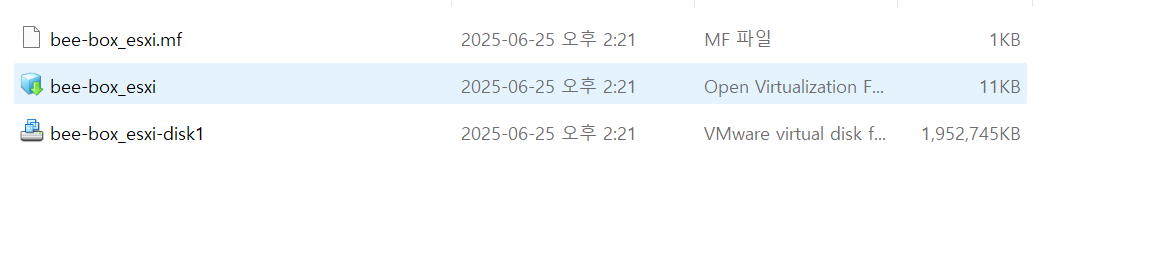 bee-box_esxi.mf 2025-06-25 오후 2:21 MF 파일 1KB
bee-box_esxi 2025-06-25 오후 2:21 Open Virtualization F... 11KB
bee-box_esxi-disk1 2025-06-25 오후 2:21 VMware virtual disk f... 1,952,745KB